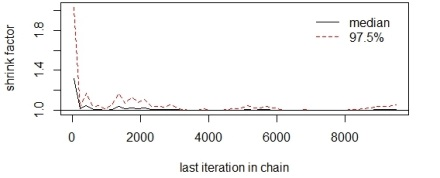 shrink factor
1.8
1.4
1.0
median
97.5%
0 2000 4000 6000 8000
last iteration in chain